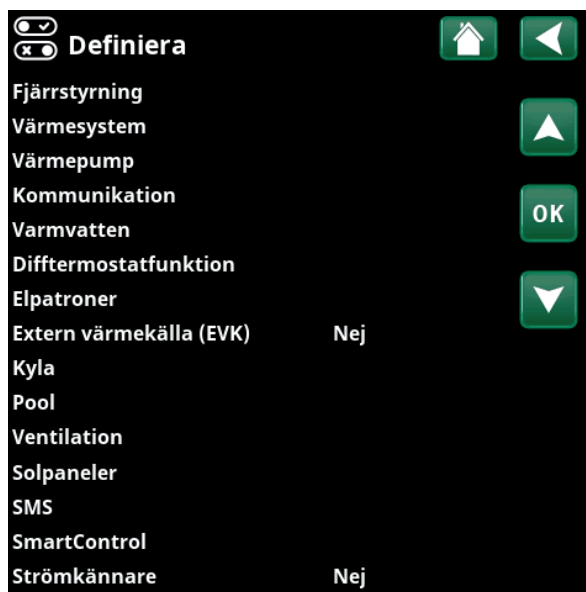 Definiera
Fjärrstyrning
Värmesystem
Värmepump
Kommunikation
Varmvatten
OK
Difftermostatfunktion
Elpatroner
Extern värmekälla (EVK) Nej
Kyla
Pool
Ventilation
Solpaneler
SMS
SmartControl
Strömkännare Nej